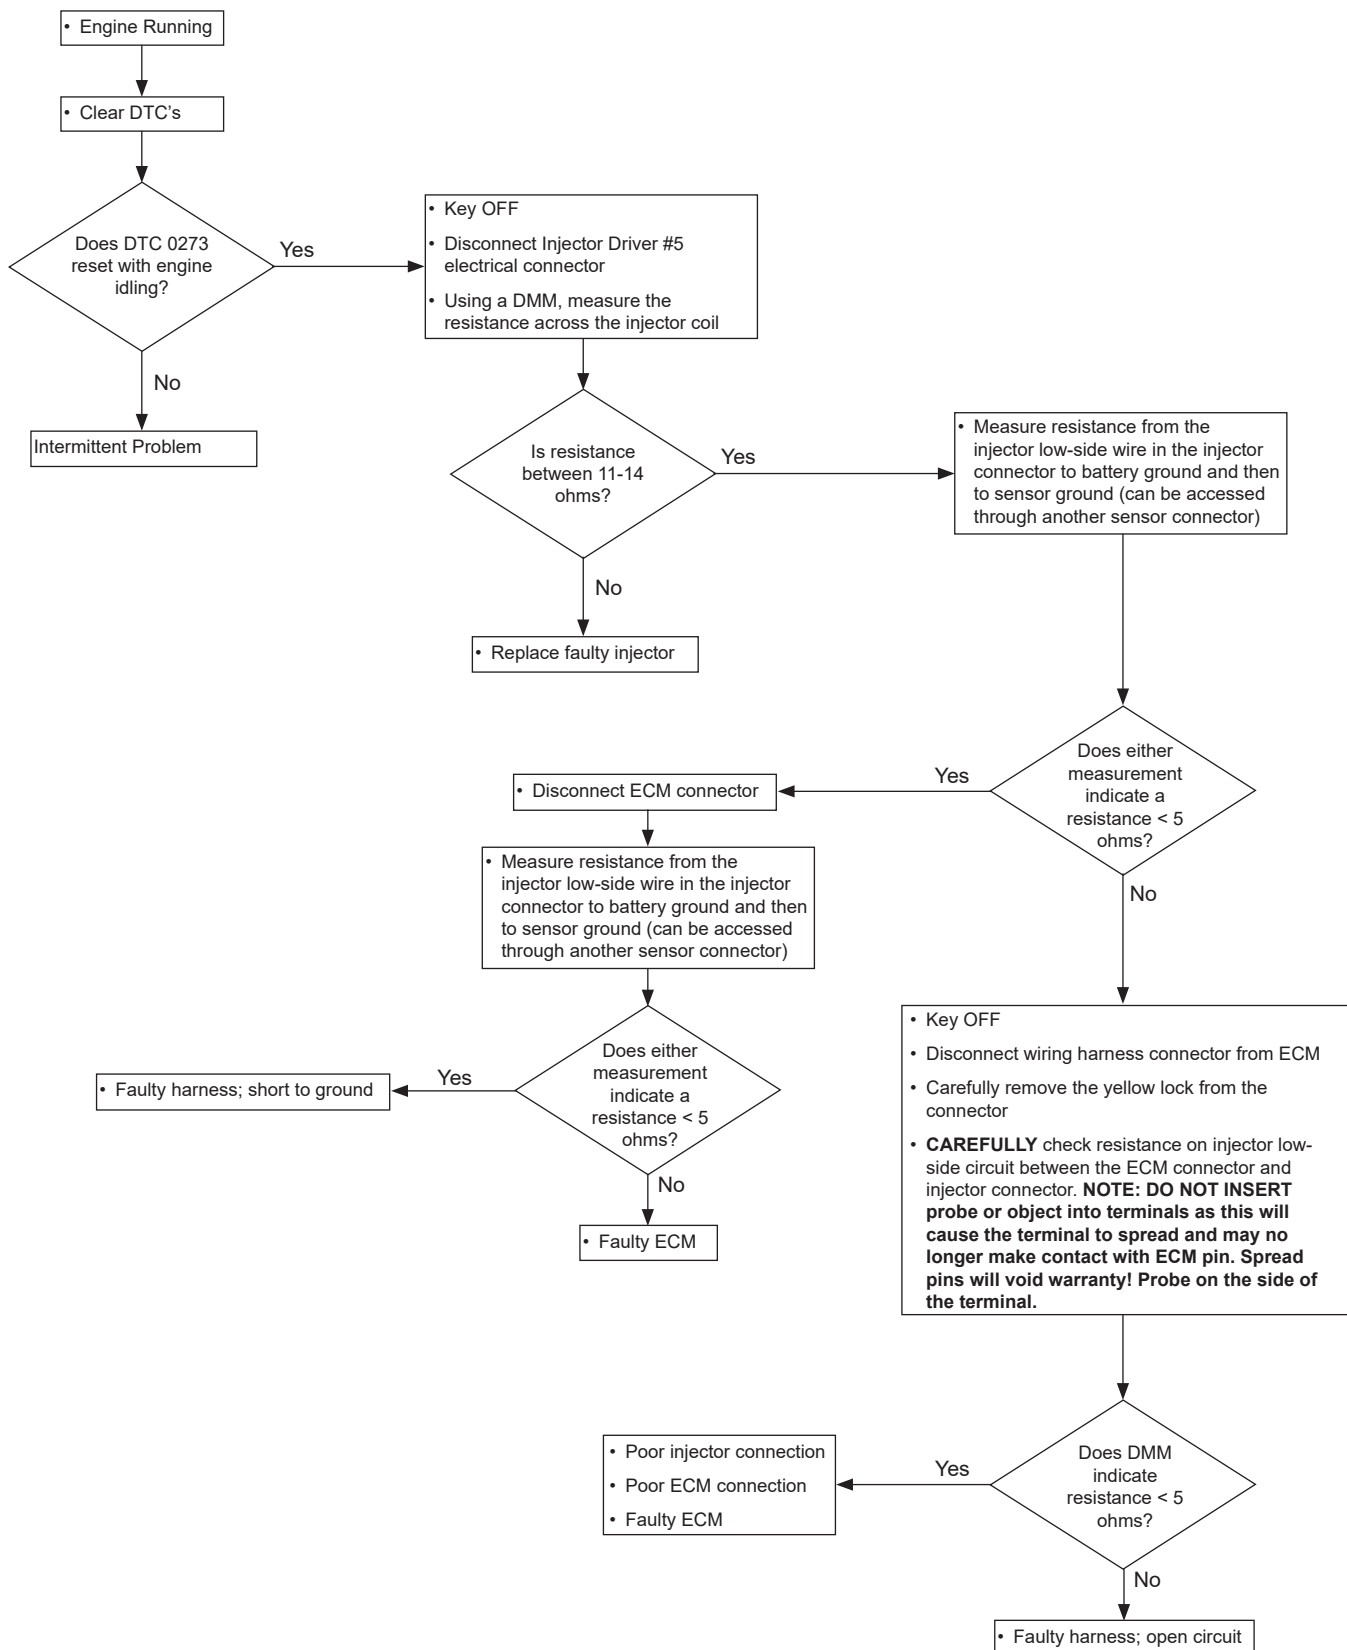 • Engine Running
• Clear DTC's
Does DTC 0273
reset with engine
idling?
Yes
No
Intermittent Problem
• Key OFF
• Disconnect Injector Driver #5
electrical connector
• Using a DMM, measure the
resistance across the injector coil
Is resistance
between 11-14
ohms?
Yes
No
• Replace faulty injector
• Measure resistance from the
injector low-side wire in the injector
connector to battery ground and then
to sensor ground (can be accessed
through another sensor connector)
Does either
measurement
indicate a
resistance < 5
ohms?
Yes
No
• Disconnect ECM connector
• Measure resistance from the
injector low-side wire in the injector
connector to battery ground and then
to sensor ground (can be accessed
through another sensor connector)
Does either
measurement
indicate a
resistance < 5
ohms?
Yes
• Faulty harness; short to ground
No
• Faulty ECM
• Key OFF
• Disconnect wiring harness connector from ECM
• Carefully remove the yellow lock from the
connector
• CAREFULLY check resistance on injector low-
side circuit between the ECM connector and
injector connector. NOTE: DO NOT INSERT
probe or object into terminals as this will
cause the terminal to spread and may no
longer make contact with ECM pin. Spread
pins will void warranty! Probe on the side of
the terminal.
Does DMM
indicate
resistance < 5
ohms?
Yes
• Poor injector connection
• Poor ECM connection
• Faulty ECM
No
• Faulty harness; open circuit